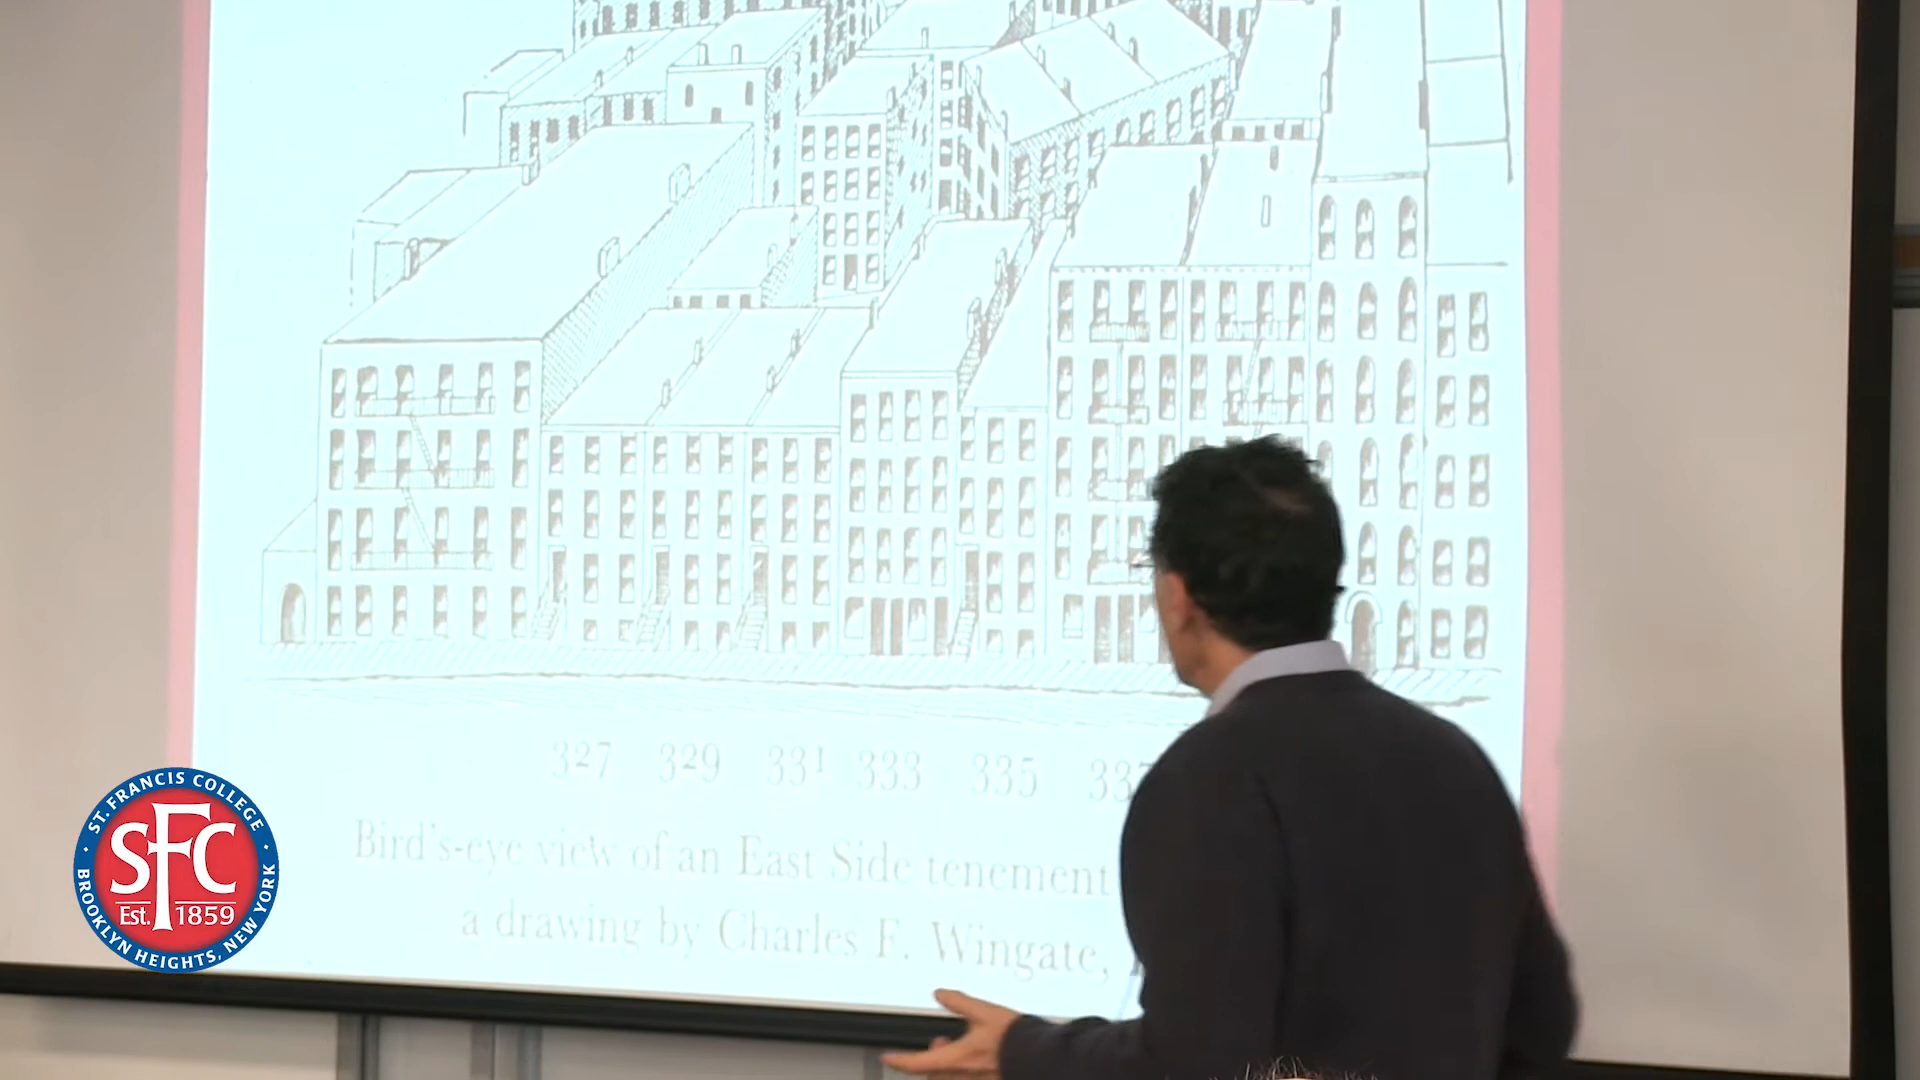 327 329 331 333 335 337
Bird's-eye view of an East Side tenement
a drawing by Charles F. Wingate,
ST. FRANCIS COLLEGE
SFC
Est. 1859
BROOKLYN HEIGHTS, NEW YORK